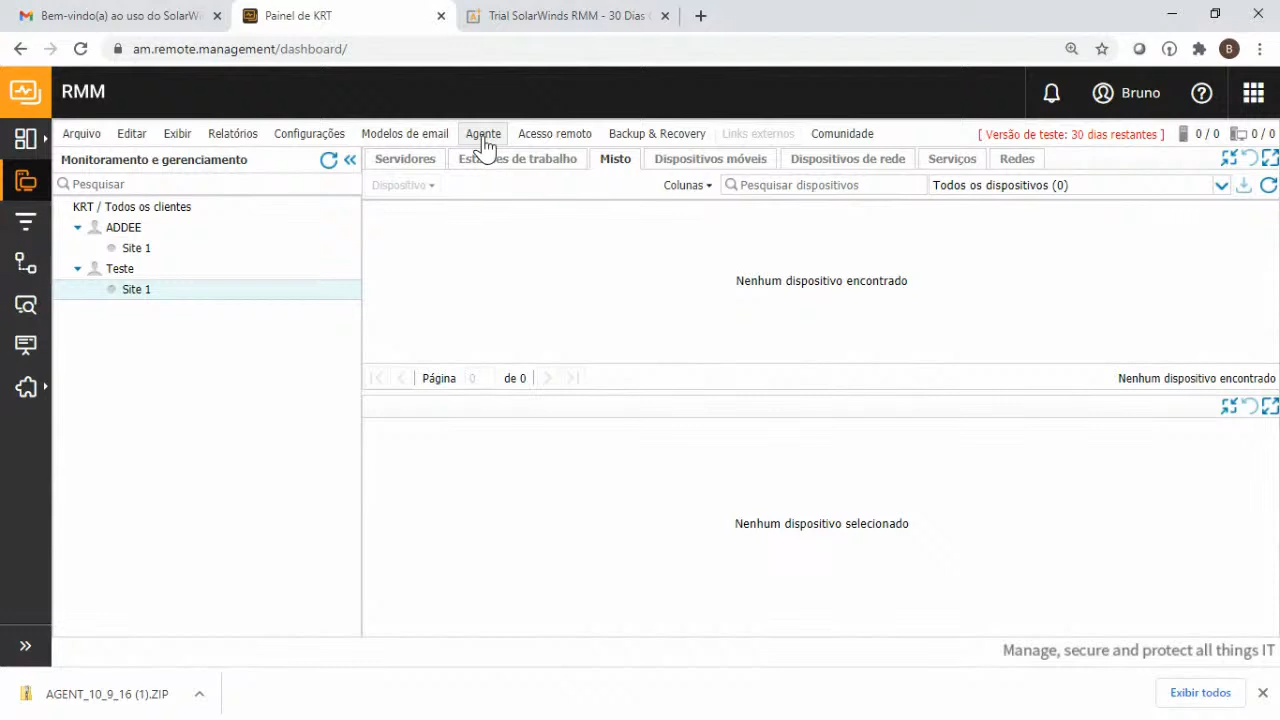 Bem-vindo(a) ao uso do SolarWi
Painel de KRT
Trial SolarWinds RMM - 30 Dias
am.remote.management/dashboard/
B
RMM
Bruno
Arquivo Editar Exibir Relatórios Configurações Modelos de email Agente Acesso remoto Backup & Recovery Links externos Comunidade [ Versão de teste: 30 dias restantes ] 0 / 0 0 / 0
Monitoramento e gerenciamento
Servidores de trabalho Misto Dispositivos móveis Dispositivos de rede Serviços Redes
Pesquisar
Dispositivo Colunas Pesquisar dispositivos Todos os dispositivos (0)
KRT / Todos os clientes
ADDEE
Site 1
Teste
Site 1
Nenhum dispositivo encontrado
Página 0 de 0 Nenhum dispositivo encontrado
Nenhum dispositivo selecionado
Manage, secure and protect all things IT
AGENT_10_9_16 (1).ZIP
Exibir todos